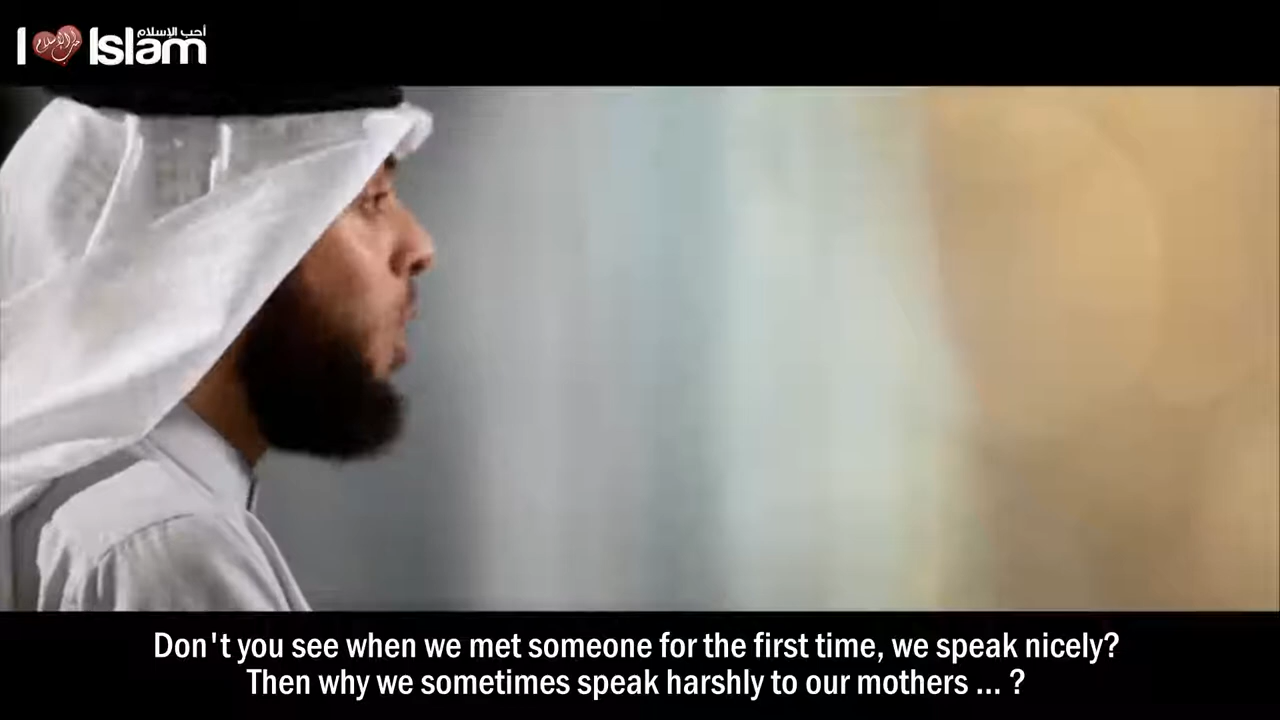 أحب الإسلام
I Islam
Don't you see when we met someone for the first time, we speak nicely?
Then why we sometimes speak harshly to our mothers ... ?